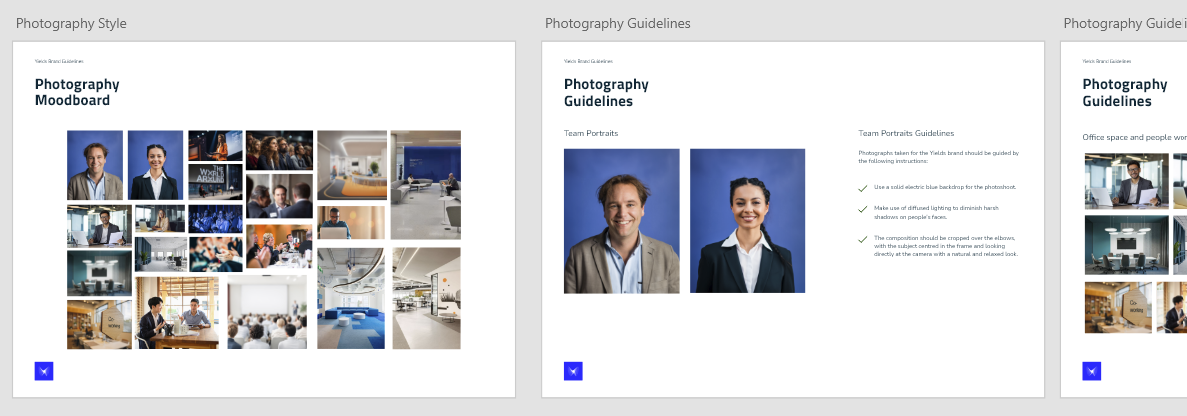 Photography Style
Yields Brand Guidelines
Photography
Moodboard
THE
Photography Guidelines
Yields Brand Guidelines
Photography
Guidelines
Team Portraits
Team Portraits Guidelines
Photographs taken for the Yields brand should be guided by
the following instructions:
Use a solid electric blue backdrop for the photoshoot.
Make use of diffused lighting to diminish harsh
shadows on people's faces.
The composition should be cropped over the elbows,
with the subject centred in the frame and looking
directly at the camera with a natural and relaxed look.
Photography Guidei
Yields Brand Guidelines
Photography
Guidelines
Office space and people wor